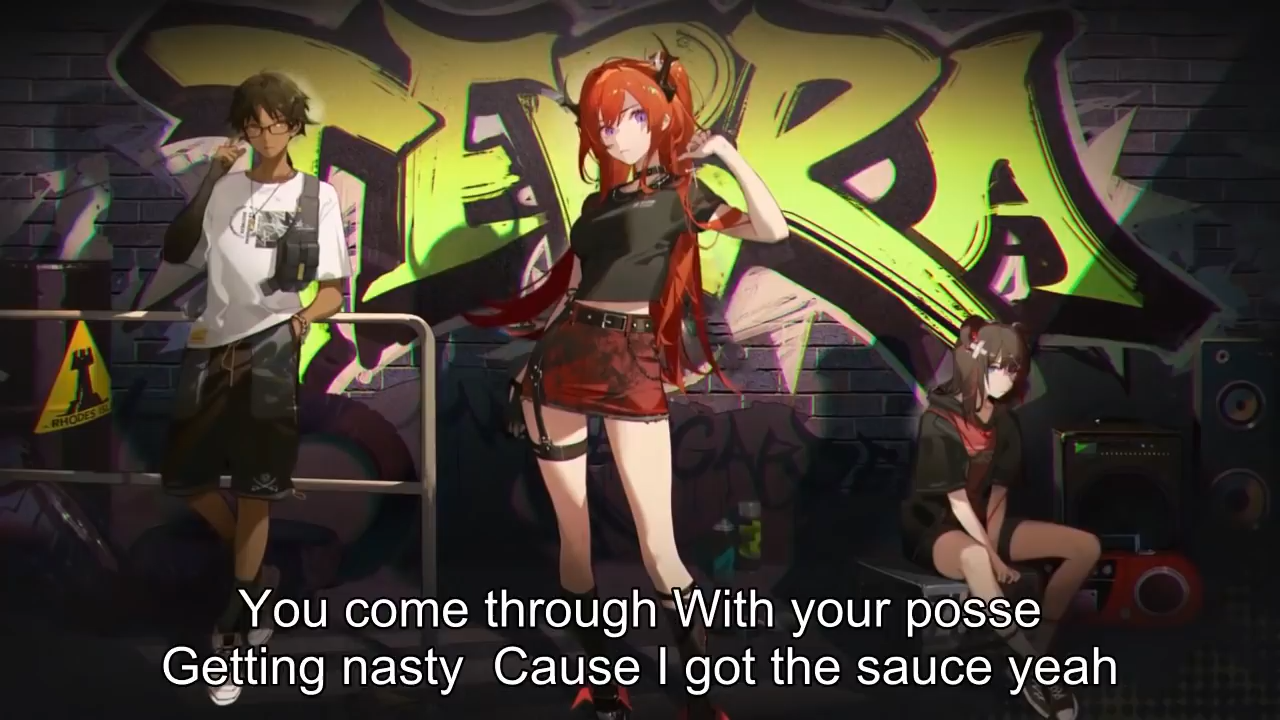 TERRA
RHODES ISL
You come through With your posse
Getting nasty  Cause I got the sauce yeah